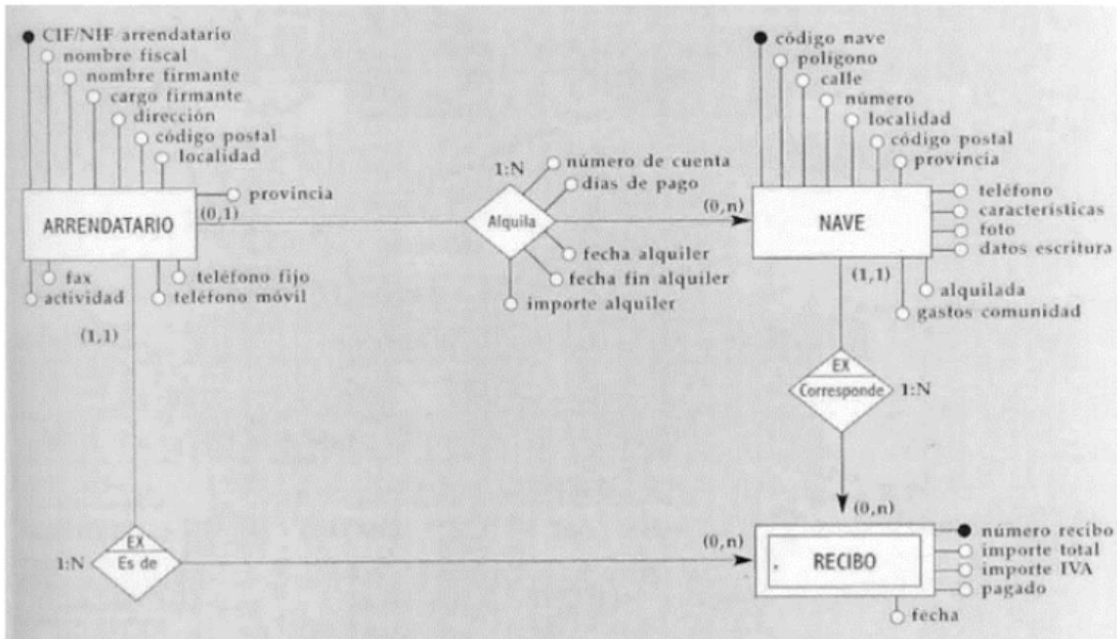 CIF/NIF arrendatario
nombre fiscal
nombre firmante
cargo firmante
dirección
código postal
localidad
provincia
ARRENDATARIO
(0,1)
fax
actividad
teléfono fijo
teléfono móvil
(1,1)
1:N
número de cuenta
días de pago
Alquila
fecha alquiler
fecha fin alquiler
importe alquiler
(0,n)
código nave
polígono
calle
número
localidad
código postal
provincia
NAVE
teléfono
características
foto
datos escritura
(1,1)
alquilada
gastos comunidad
EX
Corresponde
1:N
(0,n)
1:N
EX
Es de
(0,n)
RECIBO
número recibo
importe total
importe IVA
pagado
fecha